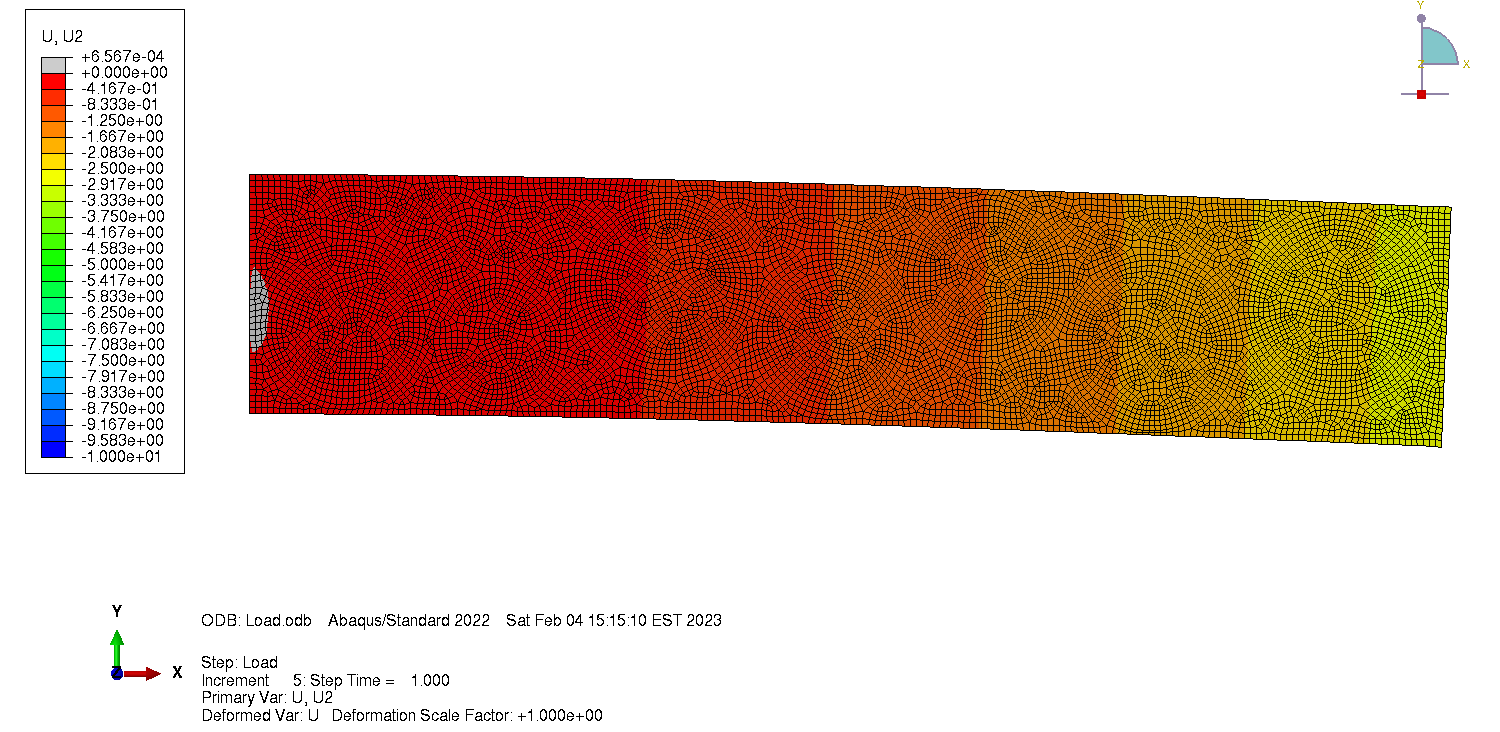 U, U2
+6.567e-04
+0.000e+00
-4.167e-01
-8.333e-01
-1.250e+00
-1.667e+00
-2.083e+00
-2.500e+00
-2.917e+00
-3.333e+00
-3.750e+00
-4.167e+00
-4.583e+00
-5.000e+00
-5.417e+00
-5.833e+00
-6.250e+00
-6.667e+00
-7.083e+00
-7.500e+00
-7.917e+00
-8.333e+00
-8.750e+00
-9.167e+00
-9.583e+00
-1.000e+01
Y
Z X
Y
Z X
ODB: Load.odb Abaqus/Standard 2022 Sat Feb 04 15:15:10 EST 2023
Step: Load
Increment 5: Step Time = 1.000
Primary Var: U, U2
Deformed Var: U Deformation Scale Factor: +1.000e+00